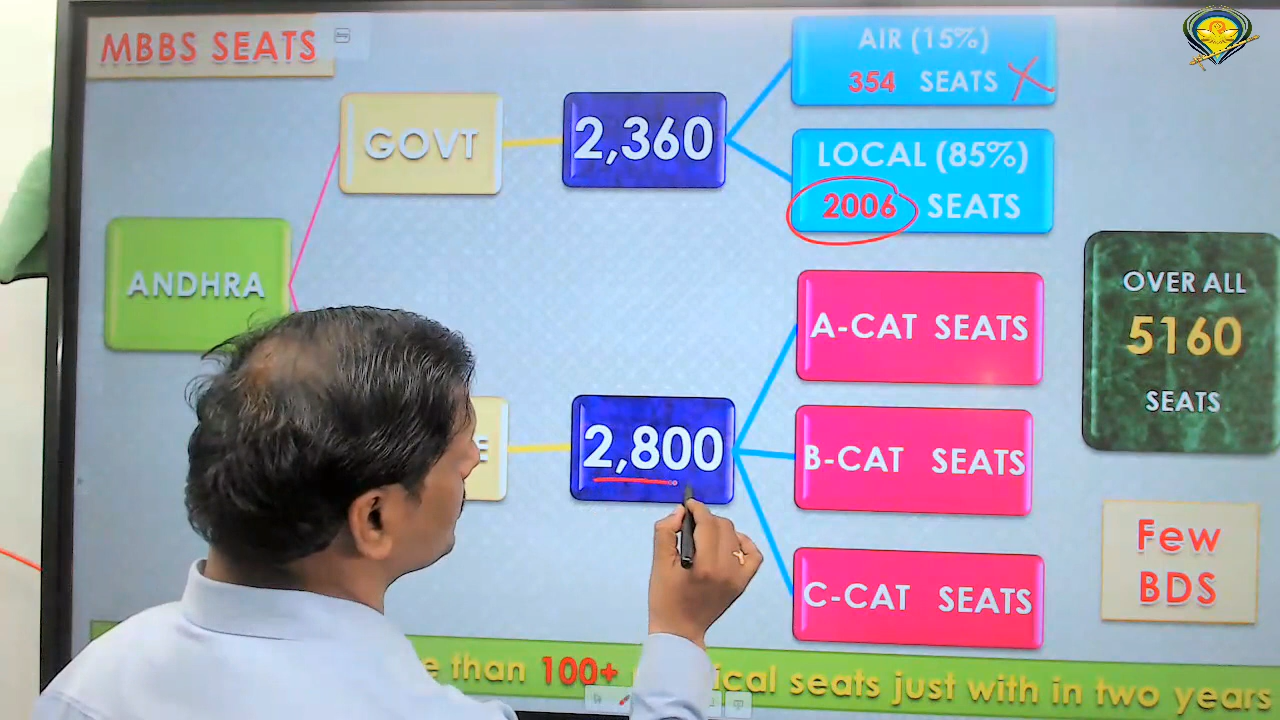 MBBS SEATS
AIR (15%)
354 SEATS
GOVT
2,360
LOCAL (85%)
2006 SEATS
ANDHRA
OVER ALL
5160
SEATS
A-CAT SEATS
E
2,800
B-CAT SEATS
C-CAT SEATS
Few
BDS
than 100+ seats just with in two years